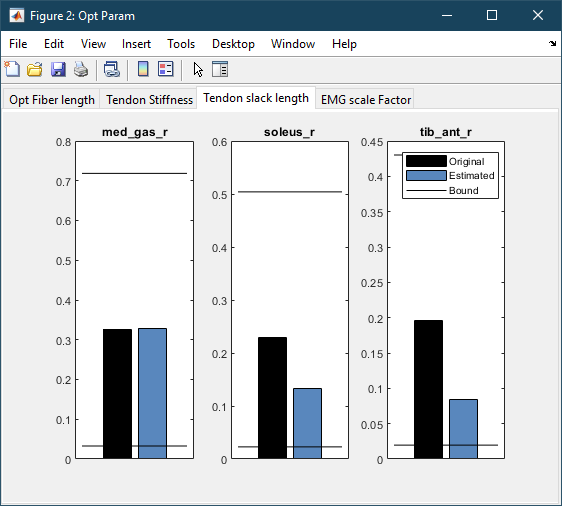 Figure 2: Opt Param
File Edit View Insert Tools Desktop Window Help
Opt Fiber length Tendon Stiffness Tendon slack length EMG scale Factor
med_gas_r
0.8
0.7
0.6
0.5
0.4
0.3
0.2
0.1
0
soleus_r
0.6
0.5
0.4
0.3
0.2
0.1
0
tib_ant_r
0.45
0.4
0.35
0.3
0.25
0.2
0.15
0.1
0.05
0
Original
Estimated
Bound